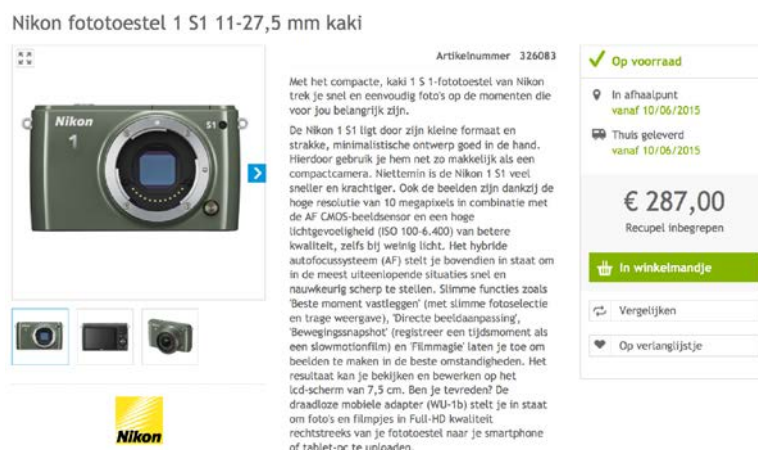 Nikon fototoestel 1 S1 11-27,5 mm kaki
Artikelnummer 326083
Met het compacte, kaki 1 S 1-fototoestel van Nikon
trek je snel en eenvoudig foto's op de momenten die
voor jou belangrijk zijn.
De Nikon 1 S1 ligt door zijn kleine formaat en
strakke, minimalistische ontwerp goed in de hand.
Hierdoor gebruik je hem net zo makkelijk als een
compactcamera. Niettemin is de Nikon 1 S1 veel
sneller en krachtiger. Ook de beelden zijn dankzij de
hoge resolutie van 10 megapixels in combinatie met
de AF CMOS-beeldsensor en een hoge
lichtgevoeligheid (ISO 100-6.400) van betere
kwaliteit, zelfs bij weinig licht. Het hybride
autofocussysteem (AF) stelt je bovendien in staat om
in de meest uiteenlopende situaties snel en
nauwkeurig scherp te stellen. Slimme functies zoals
'Beste moment vastleggen' (met slimme fotoselectie
en trage weergave), 'Directe beeldaanpassing',
'Bewegingssnapshot' (registreer een tijdsmoment als
een slowmotionfilm) en 'Filmmagie' laten je toe om
beelden te maken in de beste omstandigheden. Het
resultaat kan je bekijken en bewerken op het
lcd-scherm van 7,5 cm. Ben je tevreden? De
draadloze mobiele adapter (WU-1b) stelt je in staat
om foto's en filmpjes in Full-HD kwaliteit
rechtstreeks van je fototoestel naar je smartphone
of tablet-pc te uploaden.
Nikon
1
S1
Nikon
Op voorraad
In afhaalpunt
vanaf 10/06/2015
Thuis geleverd
vanaf 10/06/2015
€ 287,00
Recupel inbegrepen
In winkelmandje
Vergelijken
Op verlanglijstje